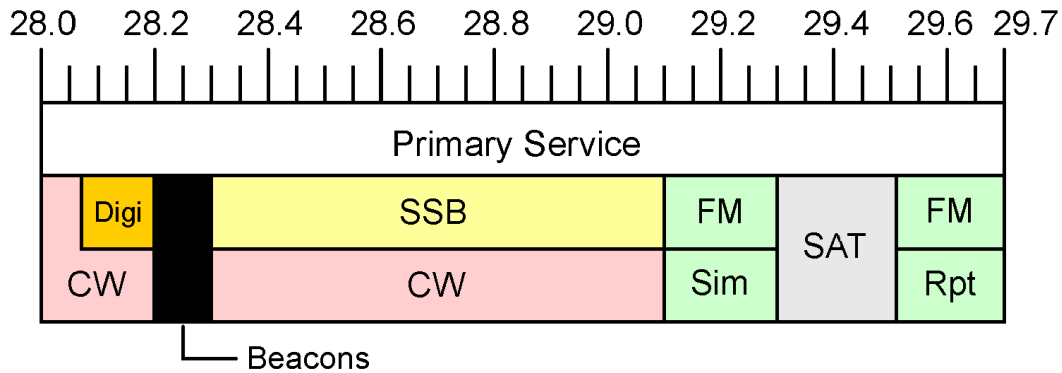 28.0 28.2 28.4 28.6 28.8 29.0 29.2 29.4 29.6 29.7
Primary Service
Digi SSB FM SAT FM
CW CW Sim Rpt
Beacons